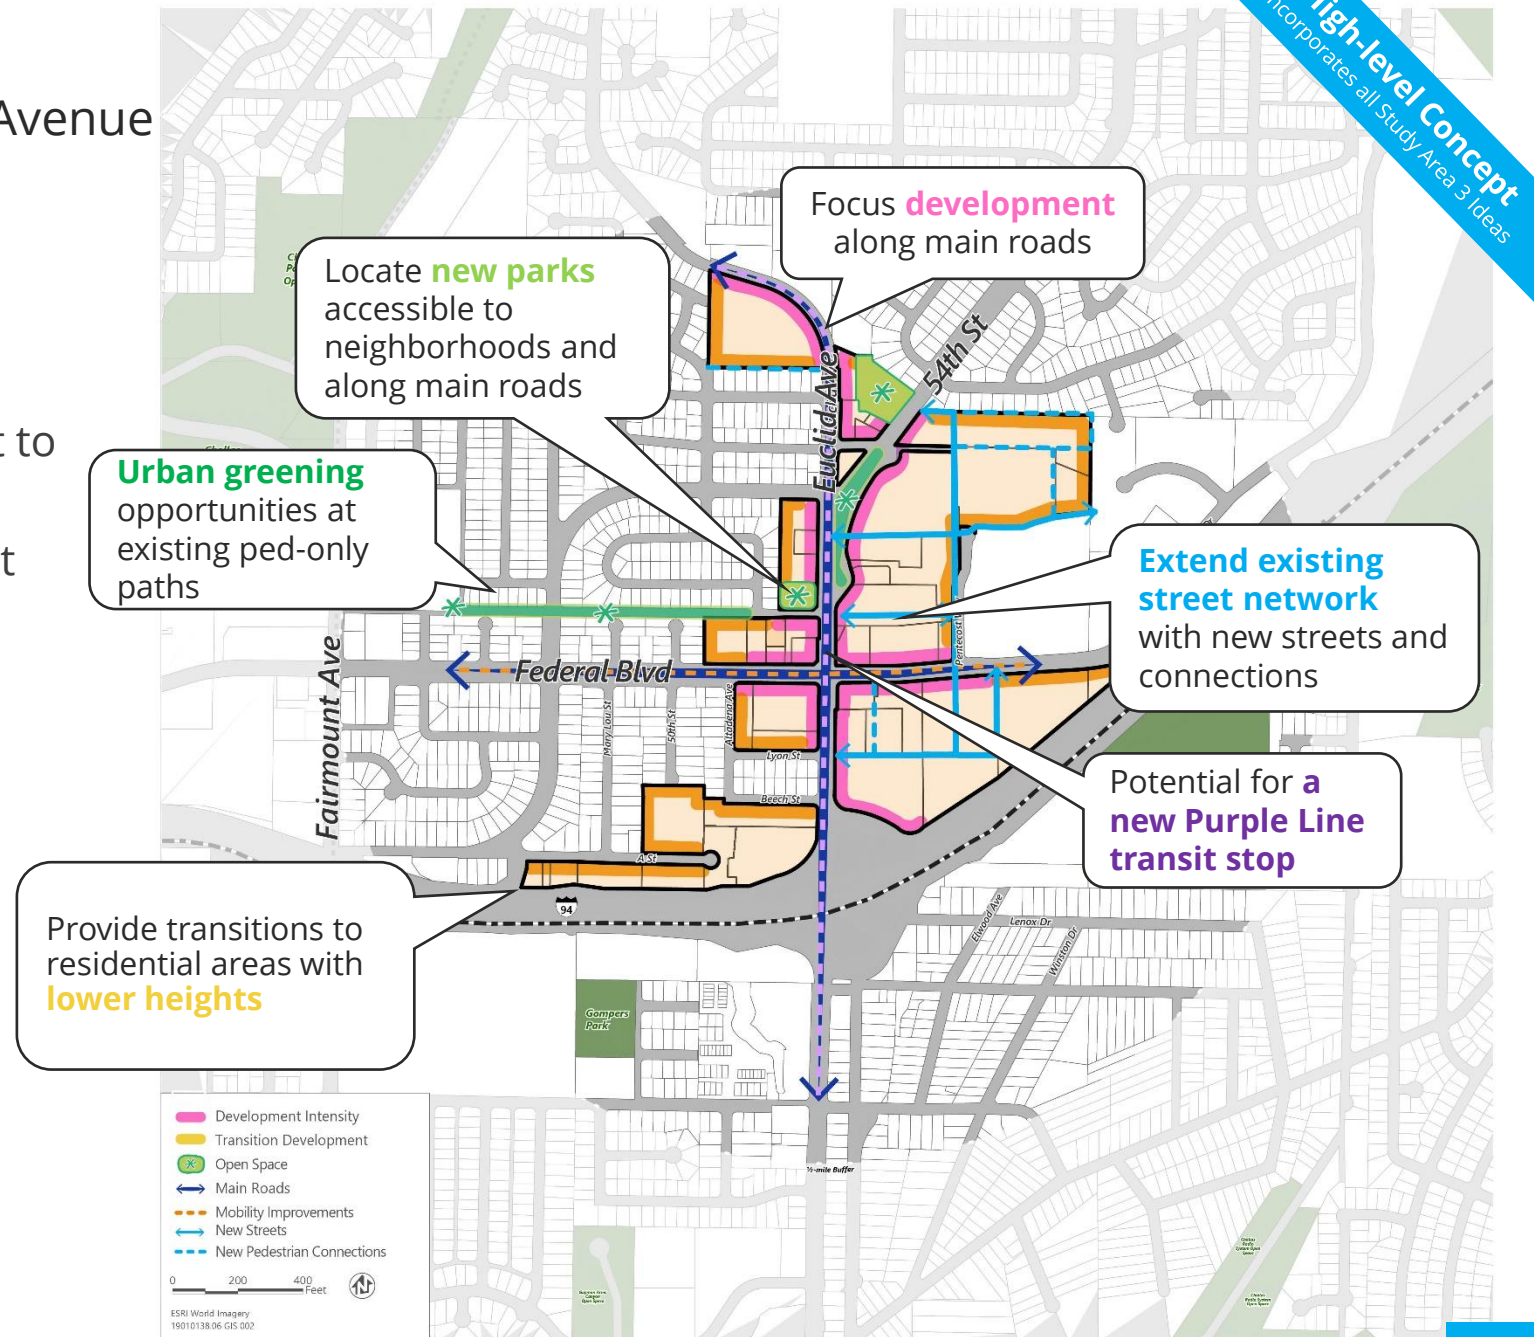 Avenue
t to
t
High-level Concept
ncorporates all Study Area 3 Ideas
Focus development
along main roads
Locate new parks
accessible to
neighborhoods and
along main roads
Urban greening
opportunities at
existing ped-only
paths
Extend existing
street network
with new streets and
connections
Potential for a
new Purple Line
transit stop
Provide transitions to
residential areas with
lower heights
Euclid Ave
54th St
Federal Blvd
Fairmount Ave
Mary Lou St
50th St
Altadena Ave
Lyon St
Beech St
A St
94
Elwood Ave
Lenox Dr
Winston Dr
Gompers
Park
½-mile Buffer
Development Intensity
Transition Development
Open Space
Main Roads
Mobility Improvements
New Streets
New Pedestrian Connections
0 200 400
Feet
ESRI World Imagery
19010138.06 GIS 002